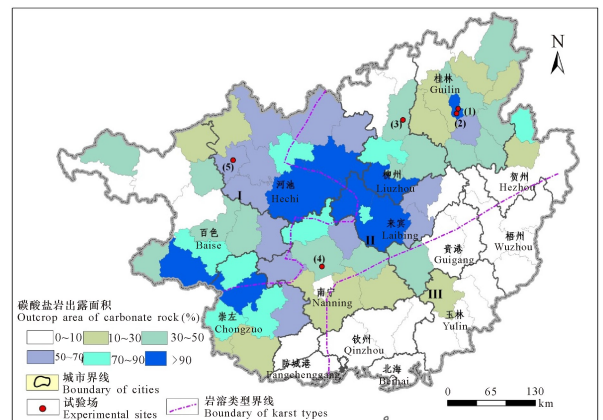 N
桂林
Guilin
(1)
(2)
(3)
(5)
I
河池
Hechi
柳州
Liuzhou
贺州
Hezhou
来宾
Laibing
II
百色
Baise
贵港
Guigang
梧州
Wuzhou
(4)
南宁
Nanning
III
玉林
Yulin
崇左
Chongzuo
钦州
Qinzhou
防城港
Fangchenggang
北海
Beihai
碳酸盐岩出露面积
Outcrop area of carbonate rock(%)
0~10 10~30 30~50
50~70 70~90 >90
城市界线
Boundary of cities
试验场
Experimental sites
岩溶类型界线
Boundary of karst types
0 65 130
km